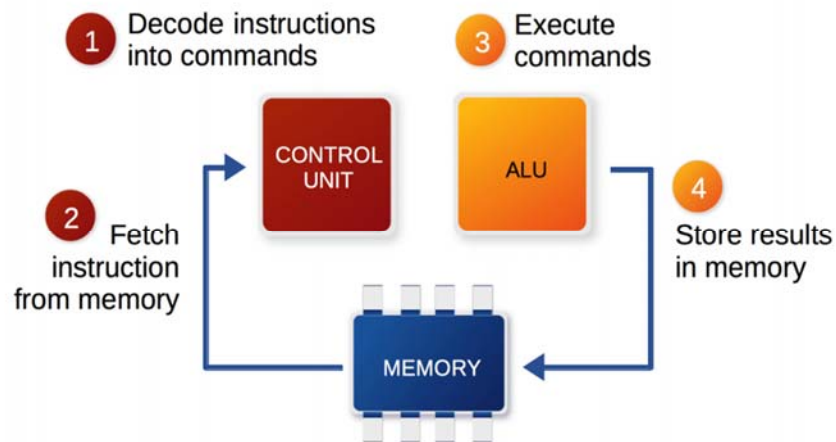 1 Decode instructions
into commands
3 Execute
commands
CONTROL
UNIT
ALU
2 Fetch
instruction
from memory
4
Store results
in memory
MEMORY